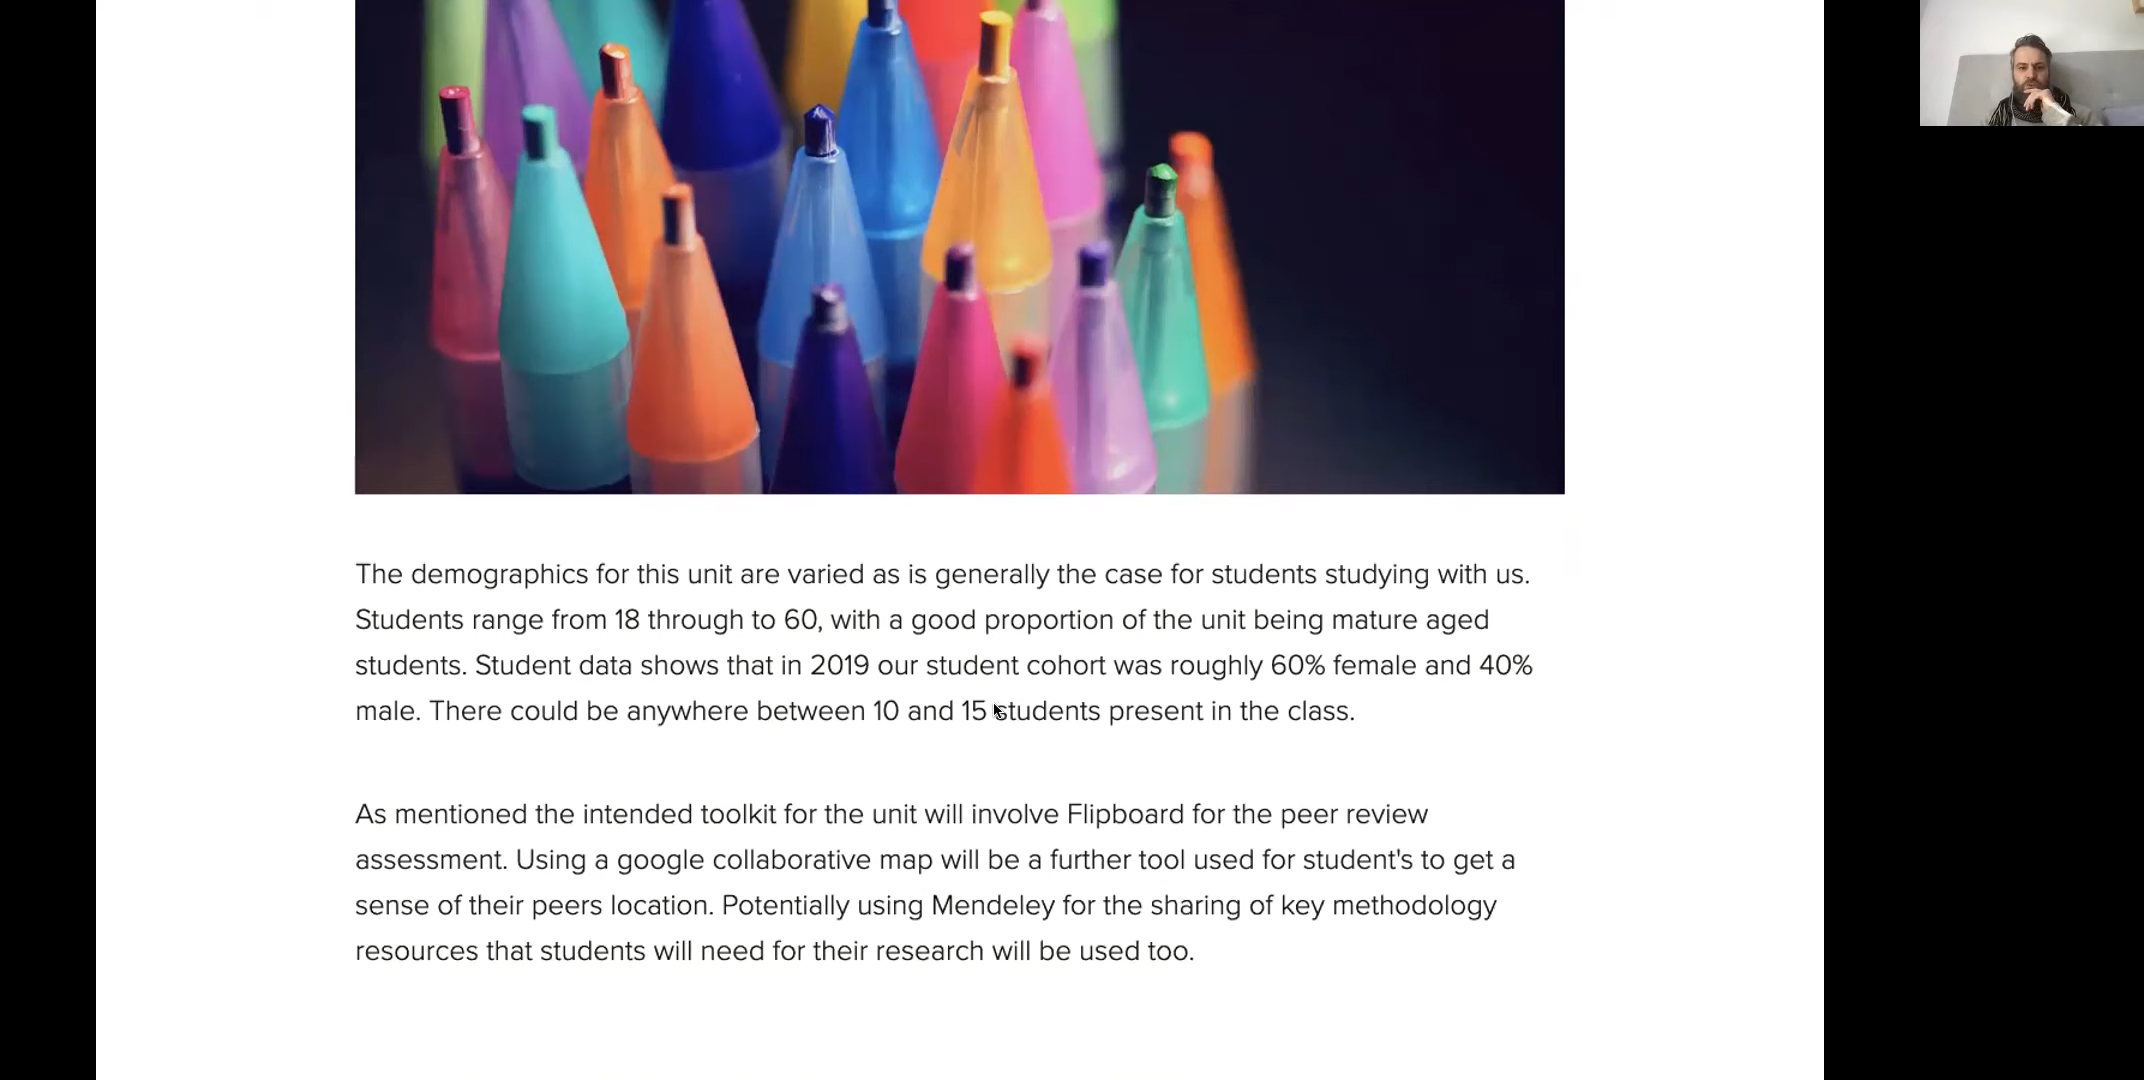 The demographics for this unit are varied as is generally the case for students studying with us.
Students range from 18 through to 60, with a good proportion of the unit being mature aged
students. Student data shows that in 2019 our student cohort was roughly 60% female and 40%
male. There could be anywhere between 10 and 15 students present in the class.
As mentioned the intended toolkit for the unit will involve Flipboard for the peer review
assessment. Using a google collaborative map will be a further tool used for student's to get a
sense of their peers location. Potentially using Mendeley for the sharing of key methodology
resources that students will need for their research will be used too.